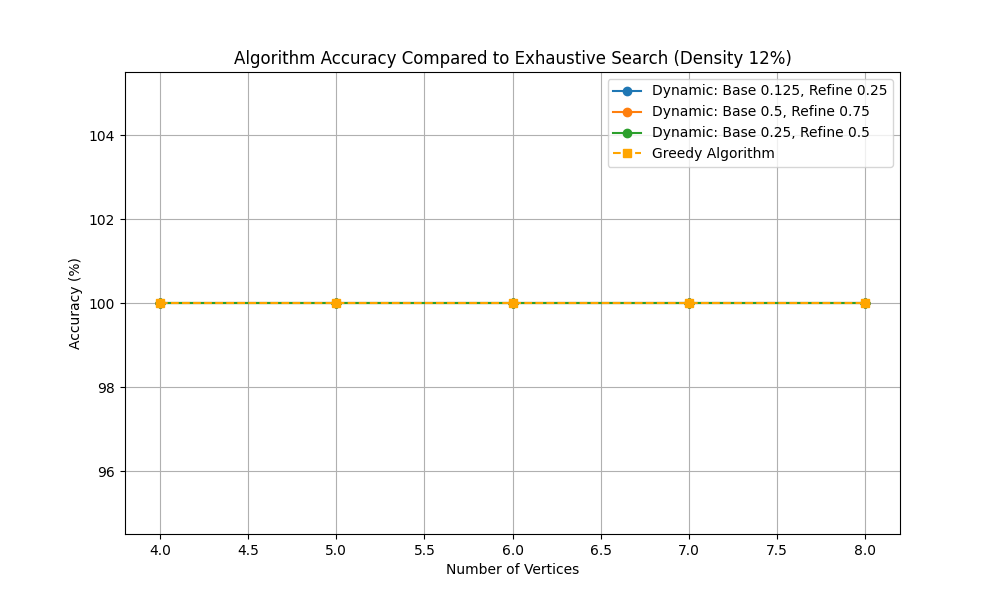 Algorithm Accuracy Compared to Exhaustive Search (Density 12%)
Dynamic: Base 0.125, Refine 0.25
Dynamic: Base 0.5, Refine 0.75
Dynamic: Base 0.25, Refine 0.5
Greedy Algorithm
Accuracy (%)
104
102
100
98
96
4.0 4.5 5.0 5.5 6.0 6.5 7.0 7.5 8.0
Number of Vertices